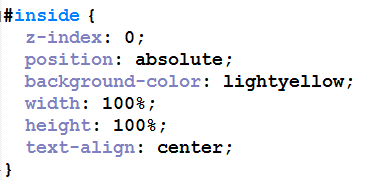 #inside {
z-index: 0;
position: absolute;
background-color: lightyellow;
width: 100%;
height: 100%;
text-align: center;
}